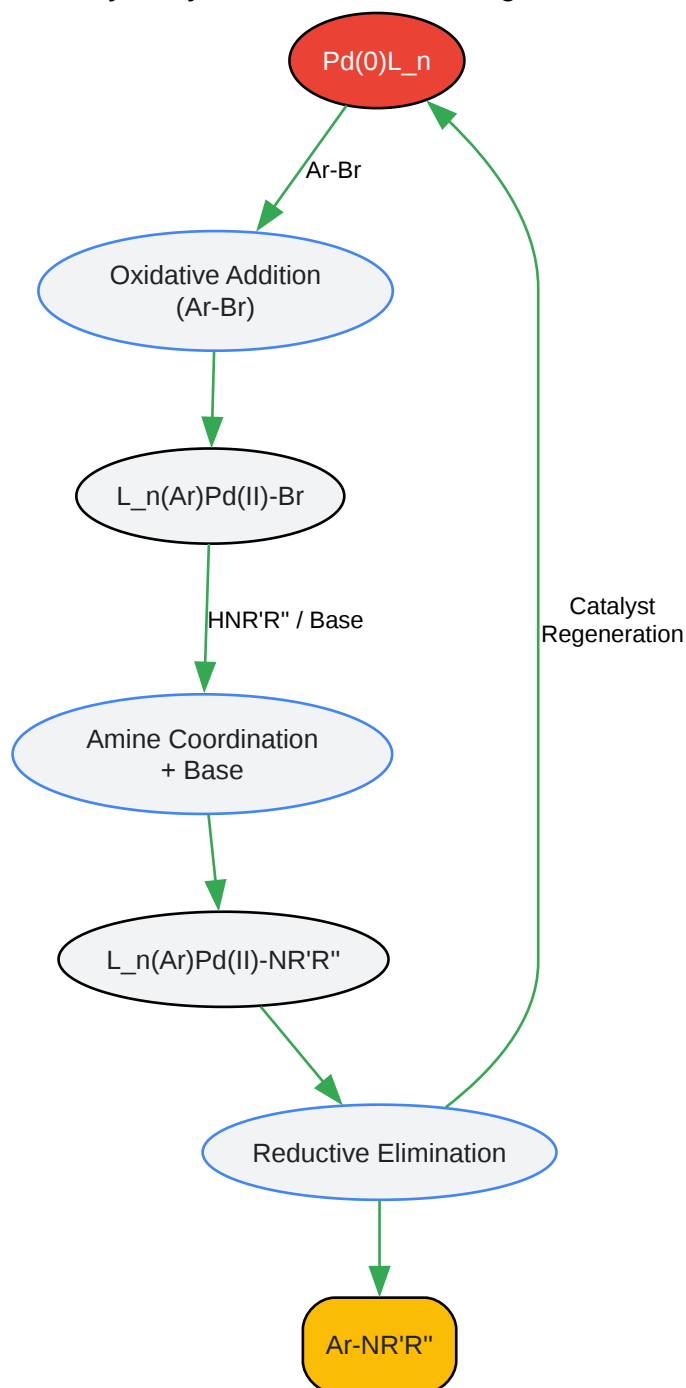 Pd(0)L_n
Ar-Br
Oxidative Addition
(Ar-Br)
L_n(Ar)Pd(II)-Br
HNR'R" / Base
Catalyst
Regeneration
Amine Coordination
+ Base
L_n(Ar)Pd(II)-NR'R"
Reductive Elimination
Ar-NR'R"